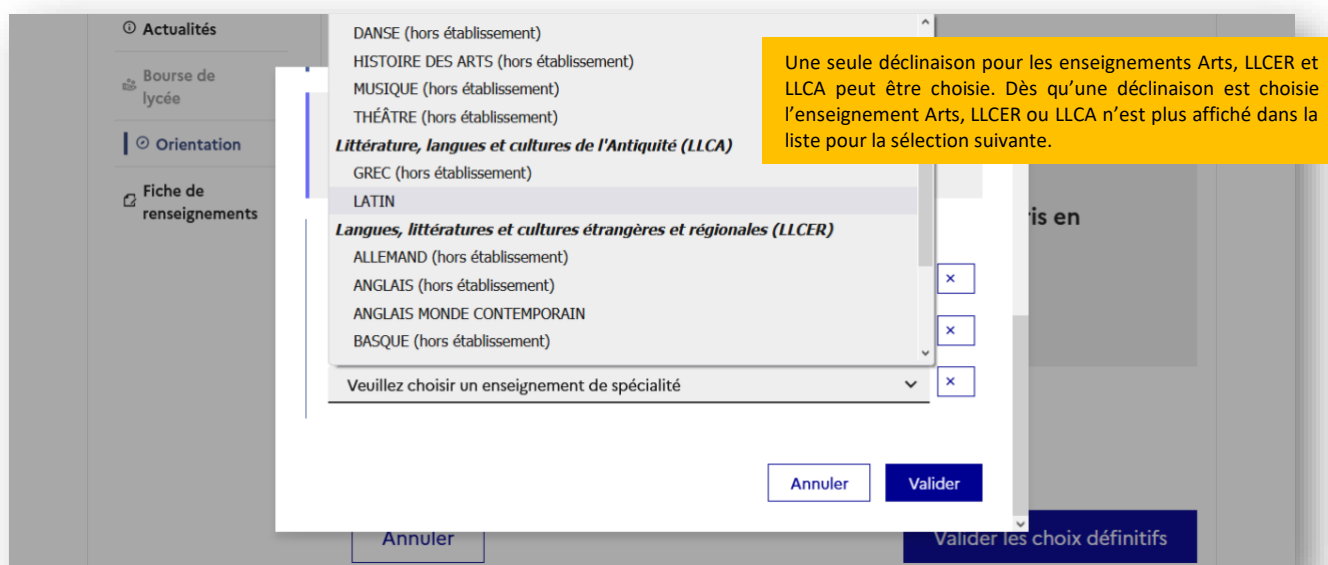 Actualités
Bourse de
lycée
Orientation
Fiche de
renseignements
DANSE (hors établissement)
HISTOIRE DES ARTS (hors établissement)
MUSIQUE (hors établissement)
THÉÂTRE (hors établissement)
Littérature, langues et cultures de l'Antiquité (LLCA)
GREC (hors établissement)
LATIN
Langues, littératures et cultures étrangères et régionales (LLCER)
ALLEMAND (hors établissement)
ANGLAIS (hors établissement)
ANGLAIS MONDE CONTEMPORAIN
BASQUE (hors établissement)
Veuillez choisir un enseignement de spécialité
Une seule déclinaison pour les enseignements Arts, LLCER et
LLCA peut être choisie. Dès qu’une déclinaison est choisie
l’enseignement Arts, LLCER ou LLCA n’est plus affiché dans la
liste pour la sélection suivante.
is en
Annuler
Valider
Annuler
Valider les choix définitifs